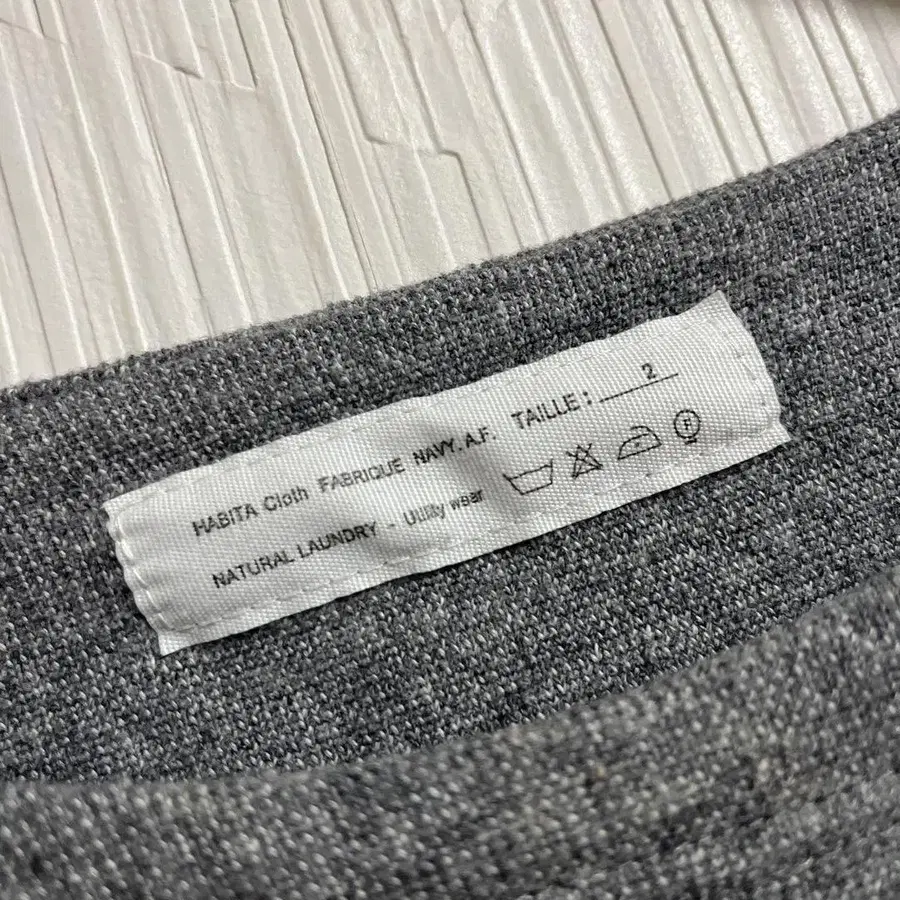 HABITA Cloth FABRIQUE NAVY.A.F. TAILLE: 2
NATURAL LAUNDRY - Utility wear